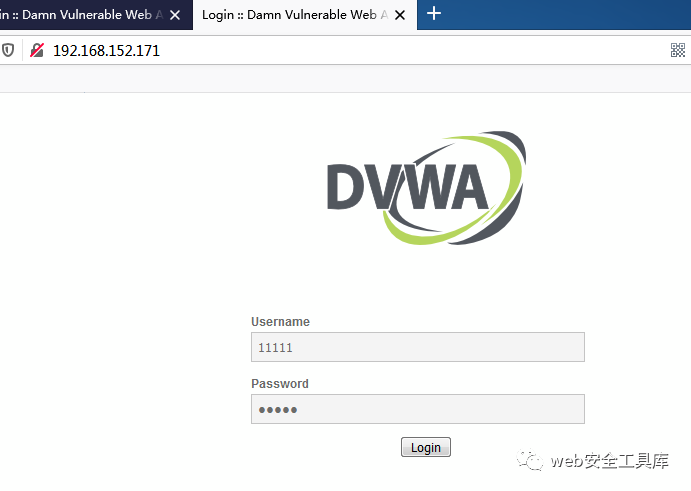 in :: Damn Vulnerable Web A
Login :: Damn Vulnerable Web A
192.168.152.171
DVWA
Username
11111
Password
•••••
Login
web安全工具库